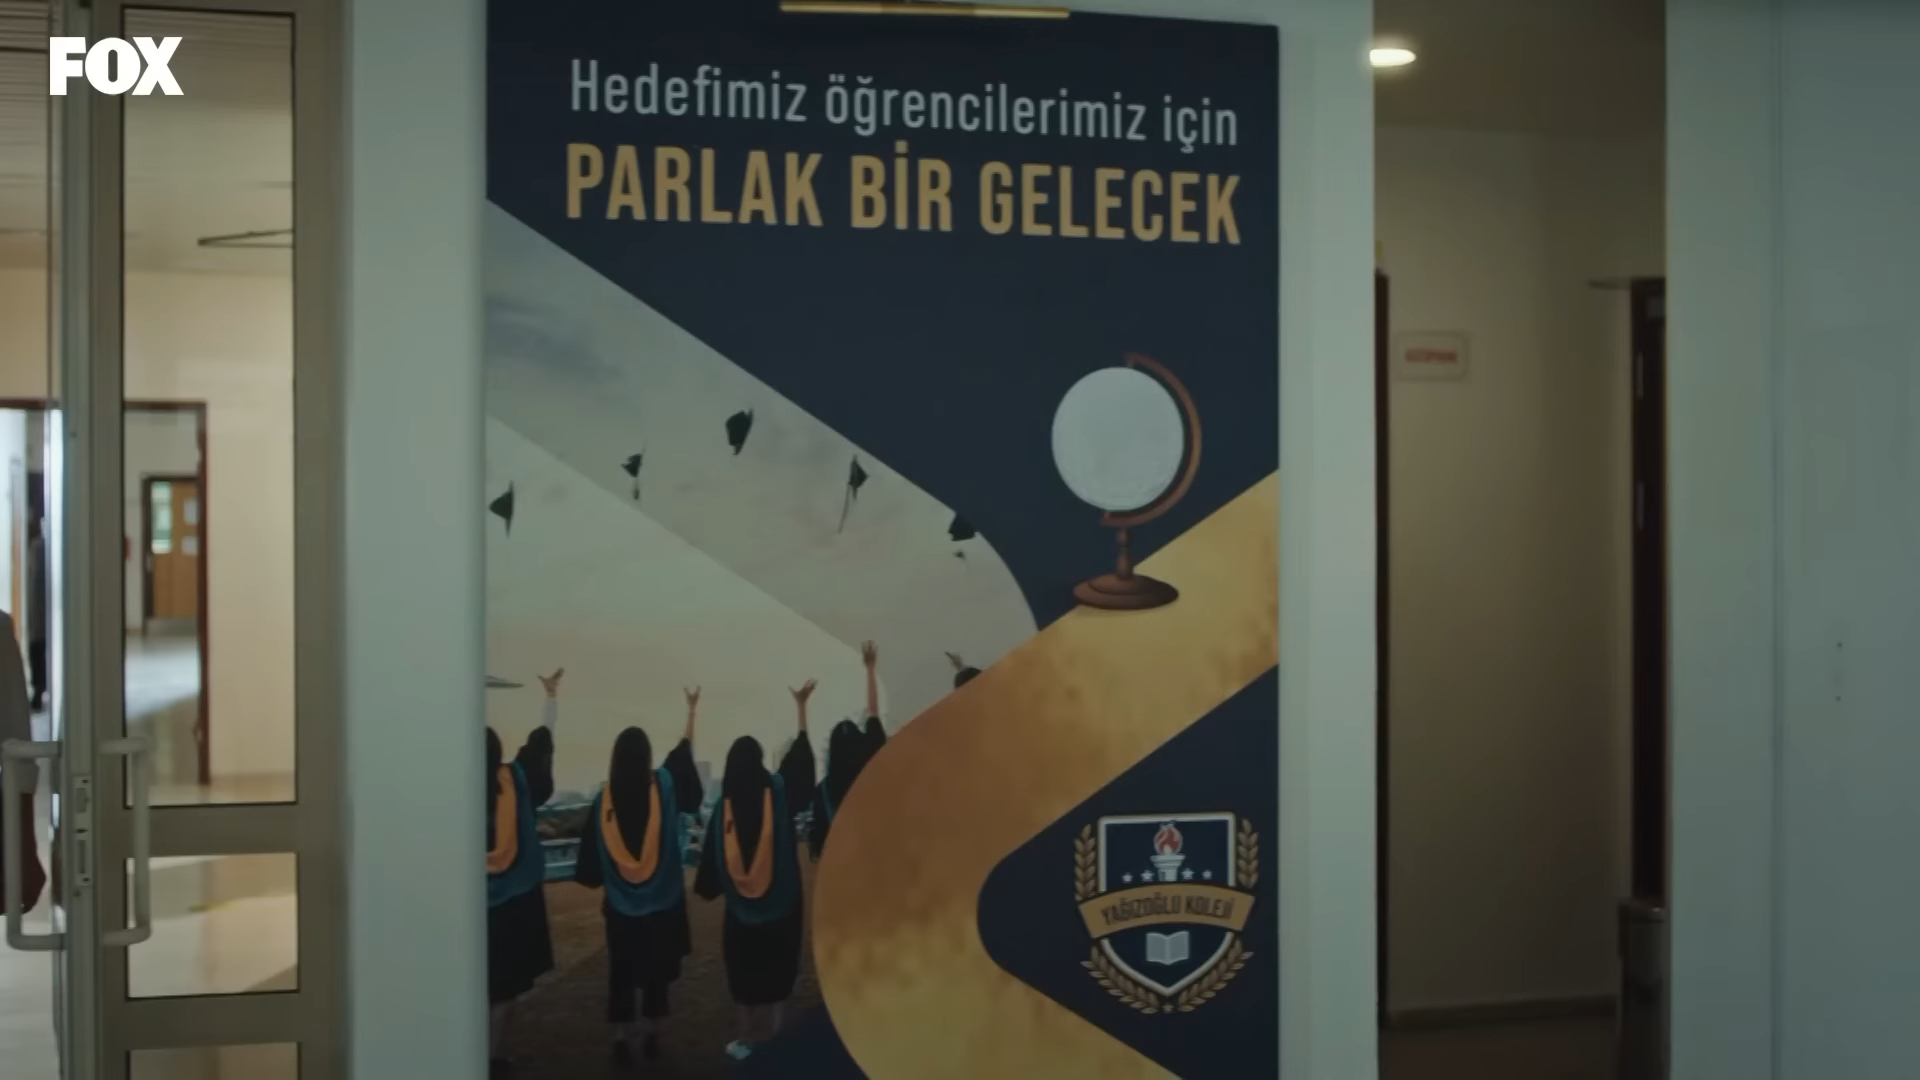 FOX
Hedefimiz öğrencilerimiz için
PARLAK BİR GELECEK
YAĞIZOĞLU KOLEJİ